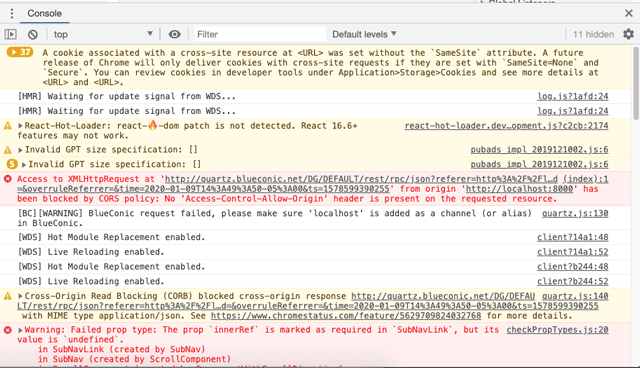 Global Listeners
Console
top
Filter
Default levels
11 hidden
37 A cookie associated with a cross-site resource at <URL> was set without the `SameSite` attribute. A future
release of Chrome will only deliver cookies with cross-site requests if they are set with `SameSite=None` and
`Secure`. You can review cookies in developer tools under Application>Storage>Cookies and see more details at
<URL> and <URL>.
[HMR] Waiting for update signal from WDS... log.js?1afd:24
[HMR] Waiting for update signal from WDS... log.js?1afd:24
React-Hot-Loader: react-🔥-dom patch is not detected. React 16.6+ react-hot-loader.dev…opment.js?c2cb:2174
features may not work.
Invalid GPT size specification: [] pubads_impl_2019121002.js:6
5 Invalid GPT size specification: [] pubads_impl_2019121002.js:6
Access to XMLHttpRequest at 'http://quartz.blueconic.net/DG/DEFAULT/rest/rpc/json?referer=http%3A%2F%2Fl…d (index):1
=&overruleReferrer=&time=2020-01-09T14%3A49%3A50-05%3A00&ts=1578599390255' from origin 'http://localhost:8000' has
been blocked by CORS policy: No 'Access-Control-Allow-Origin' header is present on the requested resource.
[BC][WARNING] BlueConic request failed, please make sure 'localhost' is added as a channel (or alias) quartz.js:130
in BlueConic.
[WDS] Hot Module Replacement enabled. client?14a1:48
[WDS] Live Reloading enabled. client?14a1:52
[WDS] Hot Module Replacement enabled. client?b244:48
[WDS] Live Reloading enabled. client?b244:52
Cross-Origin Read Blocking (CORB) blocked cross-origin response http://quartz.blueconic.net/DG/DEFAU quartz.js:140
LT/rest/rpc/json?referer=http%3A%2F%2Fl…d=&overruleReferrer=&time=2020-01-09T14%3A49%3A50-05%3A00&ts=1578599390255
with MIME type application/json. See https://www.chromestatus.com/feature/5629709824032768 for more details.
Warning: Failed prop type: The prop `innerRef` is marked as required in `SubNavLink`, but its checkPropTypes.js:20
value is `undefined`.
in SubNavLink (created by SubNav)
in SubNav (created by ScrollComponent)